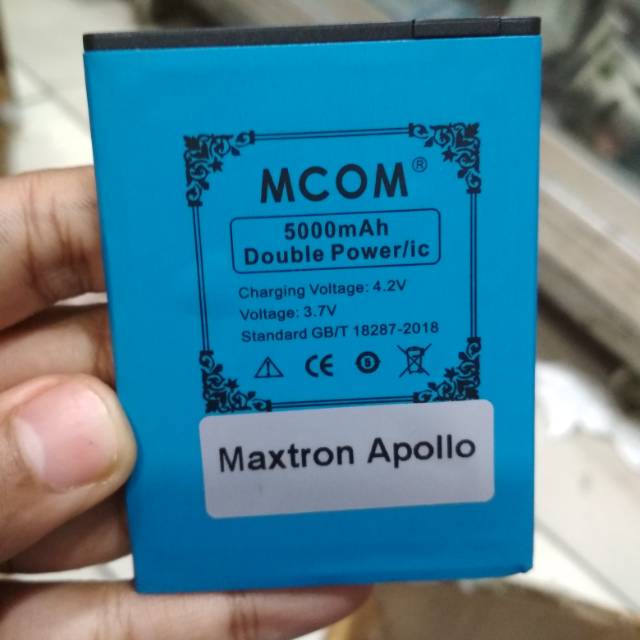 MCOM®
5000mAh
Double Power/ic
Charging Voltage: 4.2V
Voltage: 3.7V
Standard GB/T 18287-2018
CE
Maxtron Apollo